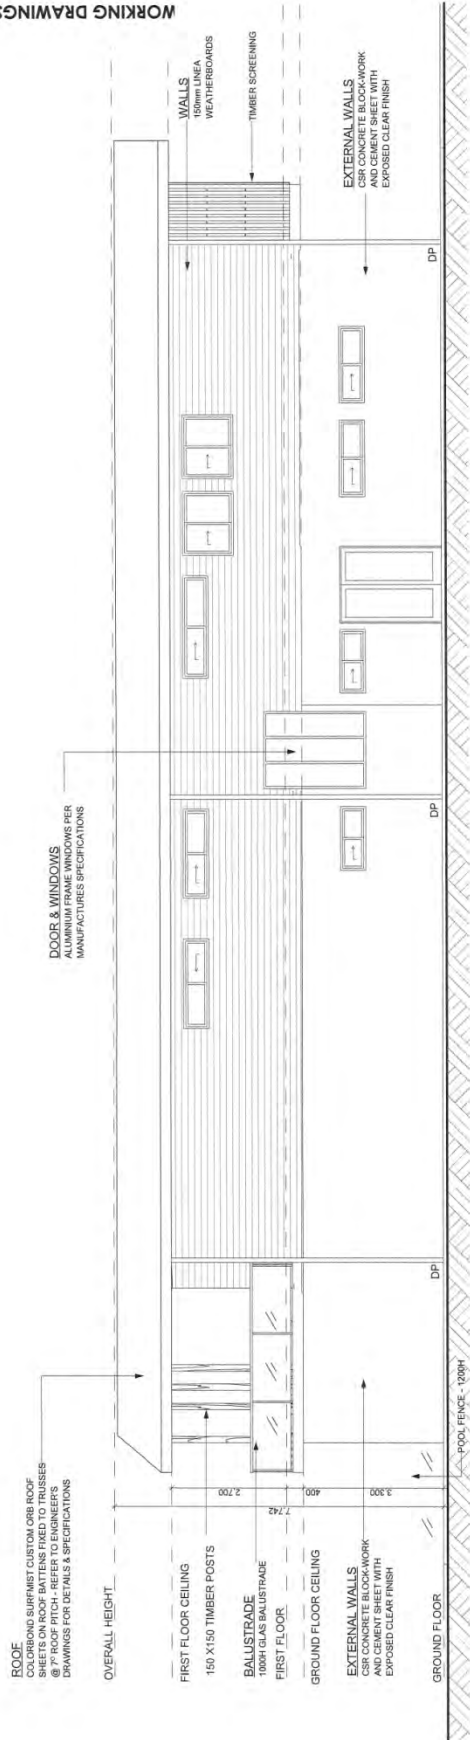 WORKING DRAWINGS
ROOF
COLORBOND SURFMIST CUSTOM ORB ROOF
SHEETS ON ROOF BATTENS FIXED TO TRUSSES
@ 7° ROOF PITCH - REFER TO ENGINEER'S
DRAWINGS FOR DETAILS & SPECIFICATIONS
DOOR & WINDOWS
ALUMINIUM FRAME WINDOWS PER
MANUFACTURES SPECIFICATIONS
WALLS
150mm LINEA
WEATHERBOARDS
TIMBER SCREENING
EXTERNAL WALLS
CSR CONCRETE BLOCK-WORK
AND CEMENT SHEET WITH
EXPOSED CLEAR FINISH
OVERALL HEIGHT
FIRST FLOOR CEILING
150 X150 TIMBER POSTS
BALUSTRADE
1000H GLAS BALUSTRADE
FIRST FLOOR
GROUND FLOOR CEILING
EXTERNAL WALLS
CSR CONCRETE BLOCK-WORK
AND CEMENT SHEET WITH
EXPOSED CLEAR FINISH
GROUND FLOOR
2,700
7,742
400
3,300
POOL FENCE - 1200H
DP
DP
DP